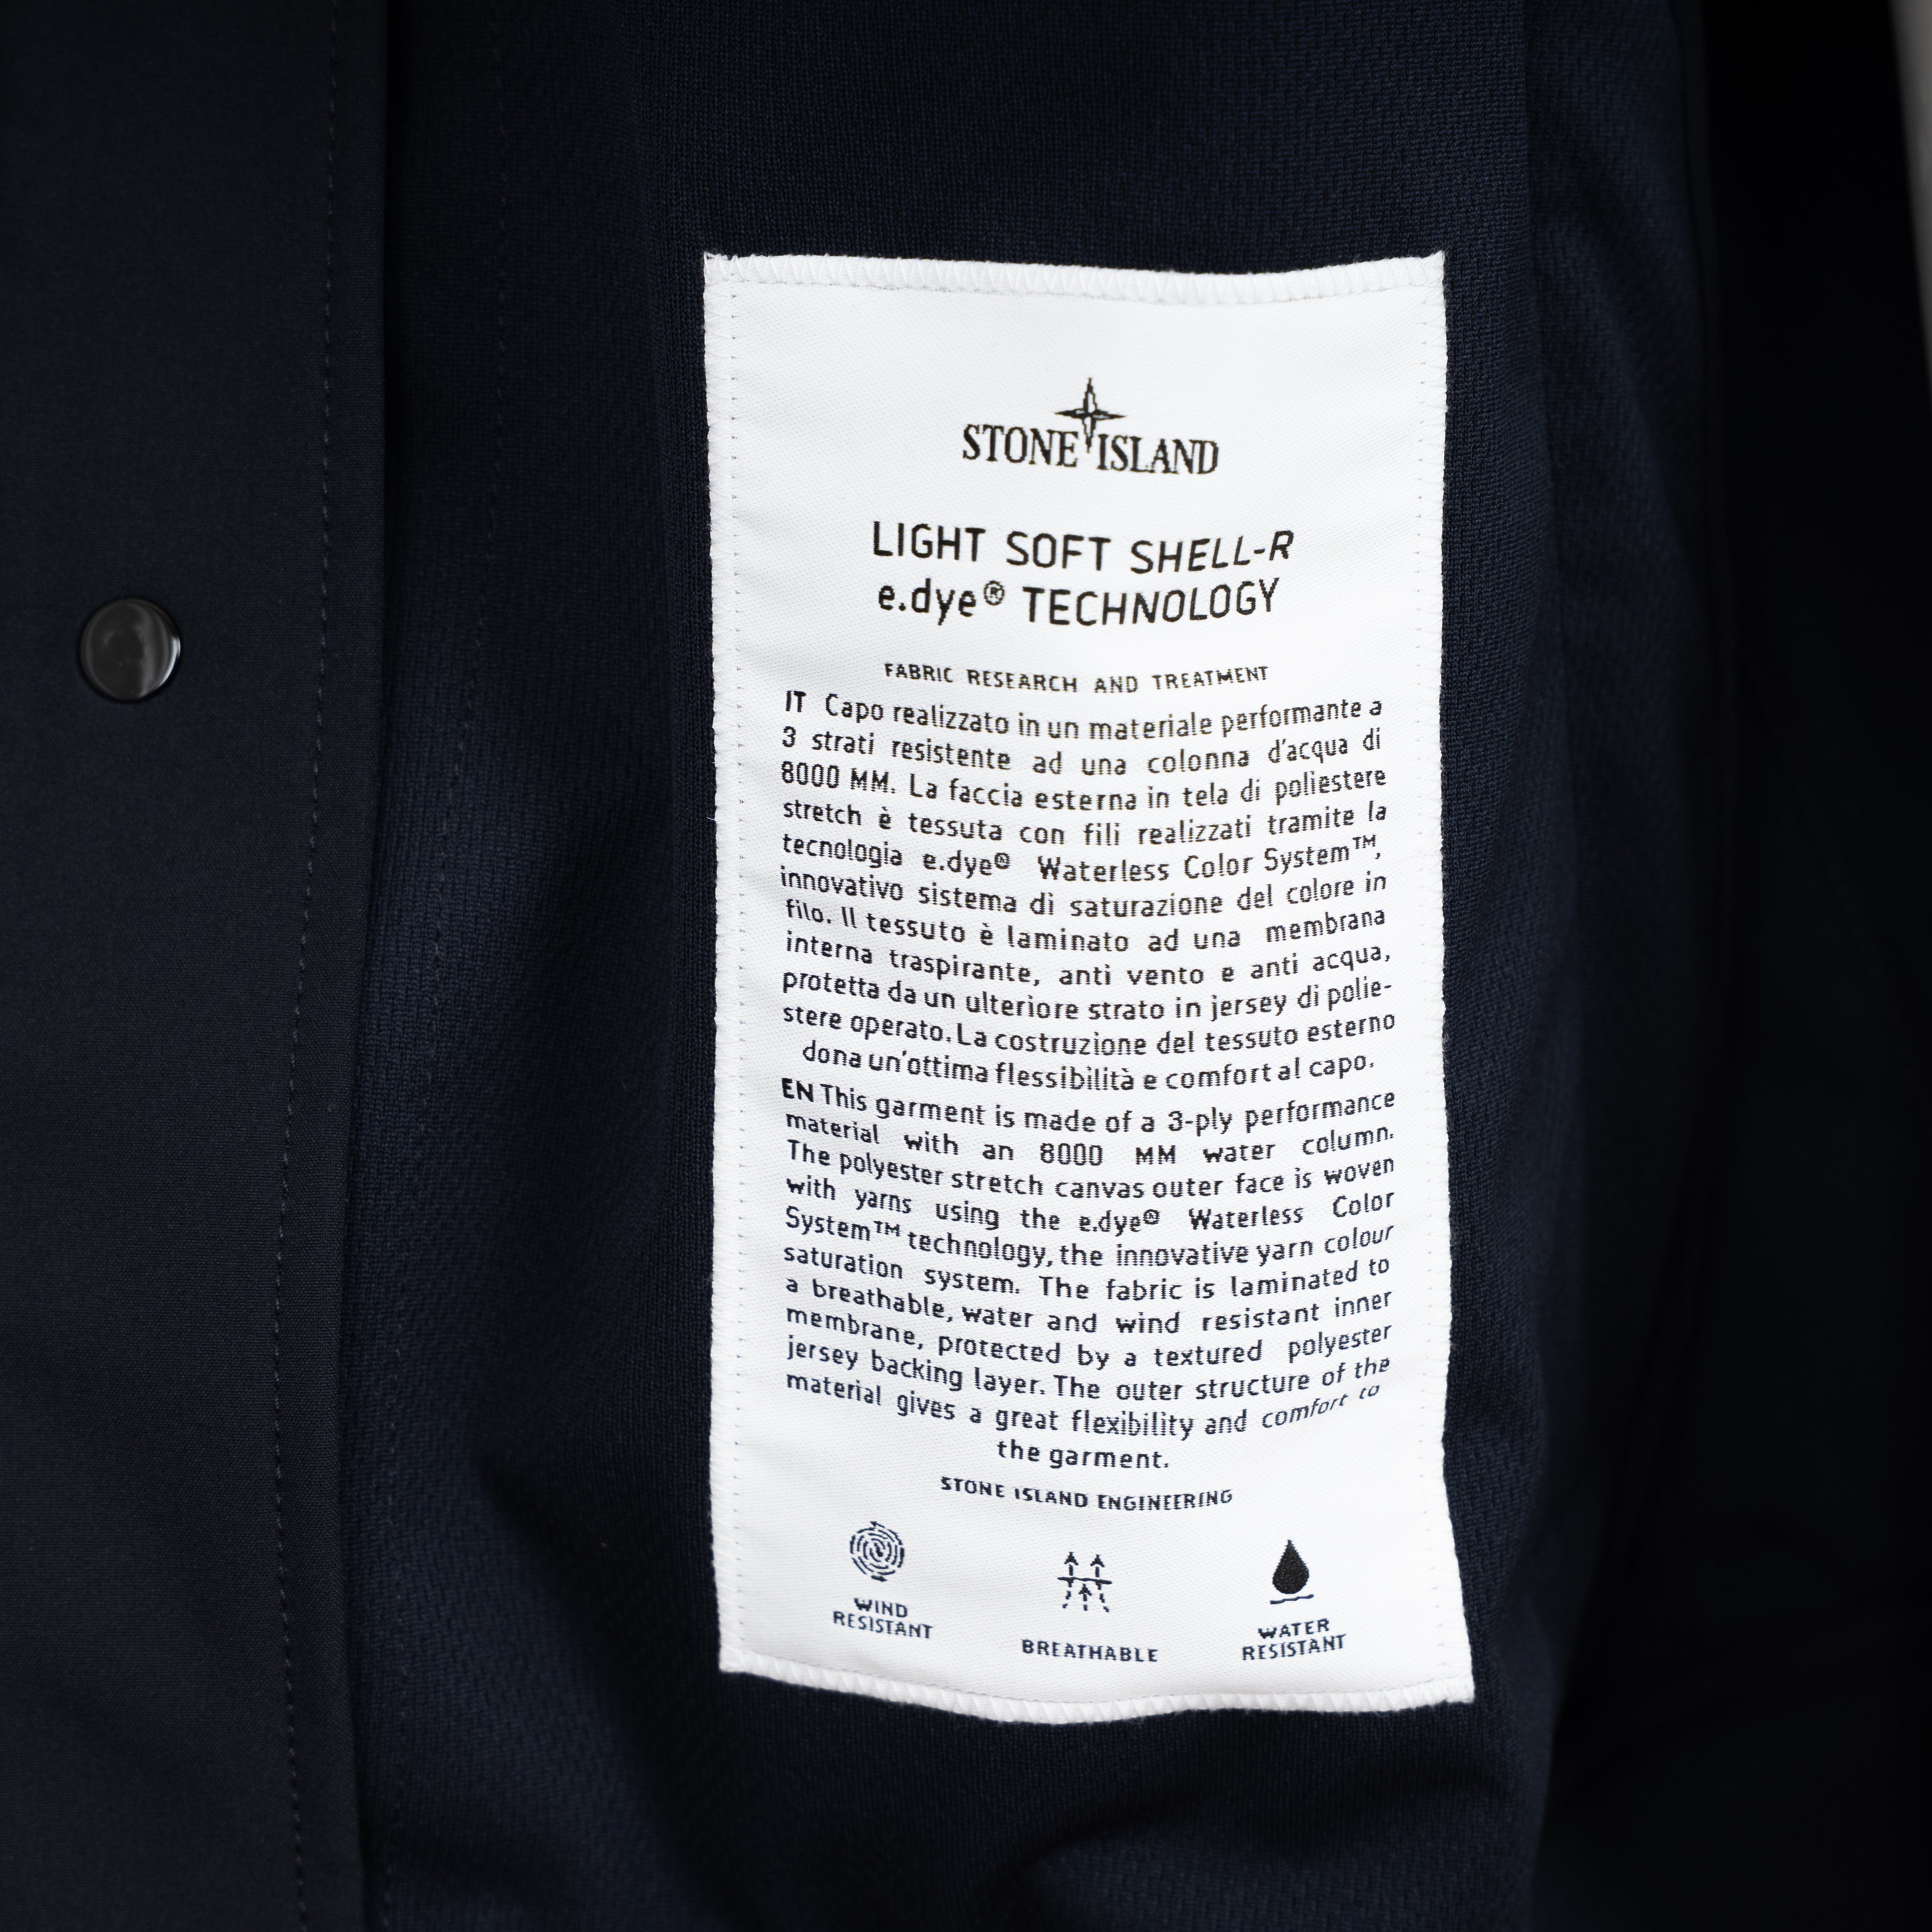 STONE ISLAND
LIGHT SOFT SHELL-R
e.dye® TECHNOLOGY
FABRIC RESEARCH AND TREATMENT
IT Capo realizzato in un materiale performante a
3 strati resistente ad una colonna d'acqua di
8000 MM. La faccia esterna in tela di poliestere
stretch è tessuta con fili realizzati tramite la
tecnologia e.dye® Waterless Color System™,
innovativo sistema di saturazione del colore in
filo. Il tessuto è laminato ad una membrana
interna traspirante, anti vento e anti acqua,
protetta da un ulteriore strato in jersey di polie-
stere operato. La costruzione del tessuto esterno
dona un'ottima flessibilità e comfort al capo.
EN This garment is made of a 3-ply performance
material with an 8000 MM water column.
The polyester stretch canvas outer face is woven
with yarns using the e.dye® Waterless Color
System™ technology, the innovative yarn colour
saturation system. The fabric is laminated to
a breathable, water and wind resistant inner
membrane, protected by a textured polyester
jersey backing layer. The outer structure of the
material gives a great flexibility and comfort to
the garment.
STONE ISLAND ENGINEERING
WIND
RESISTANT
BREATHABLE
WATER
RESISTANT